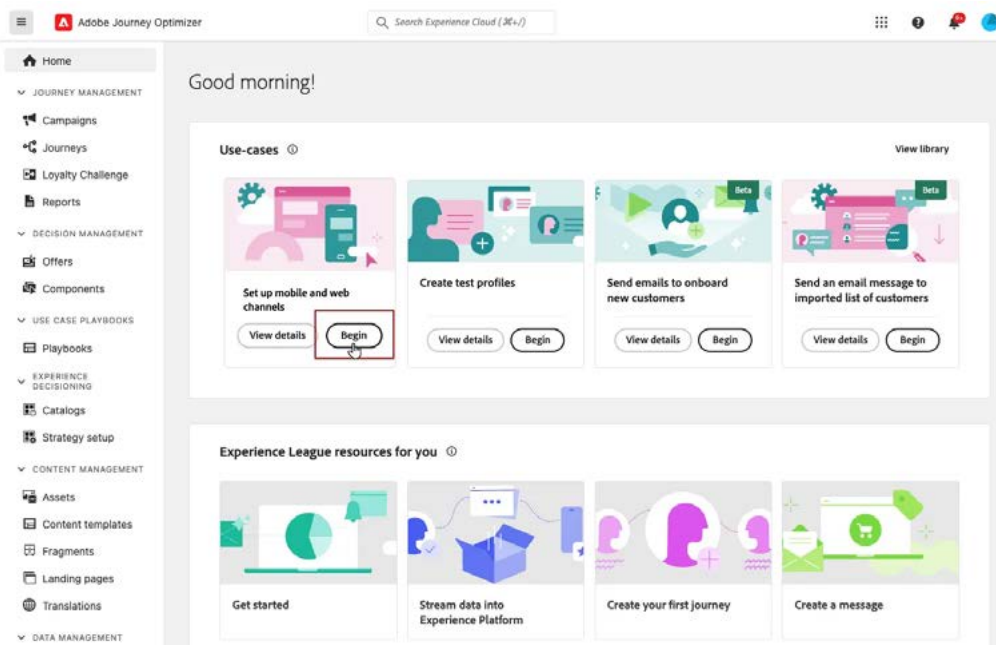 Adobe Journey Optimizer
Search Experience Cloud (⌘+/)
9+
Home
JOURNEY MANAGEMENT
Campaigns
Journeys
Loyalty Challenge
Reports
DECISION MANAGEMENT
Offers
Components
USE CASE PLAYBOOKS
Playbooks
EXPERIENCE
DECISIONING
Catalogs
Strategy setup
CONTENT MANAGEMENT
Assets
Content templates
Fragments
Landing pages
Translations
DATA MANAGEMENT
Good morning!
Use-cases
View library
Set up mobile and web
channels
View details Begin
Create test profiles
View details Begin
Beta
Send emails to onboard
new customers
View details Begin
Beta
Send an email message to
imported list of customers
View details Begin
Experience League resources for you
Get started
Stream data into
Experience Platform
Create your first journey
Create a message